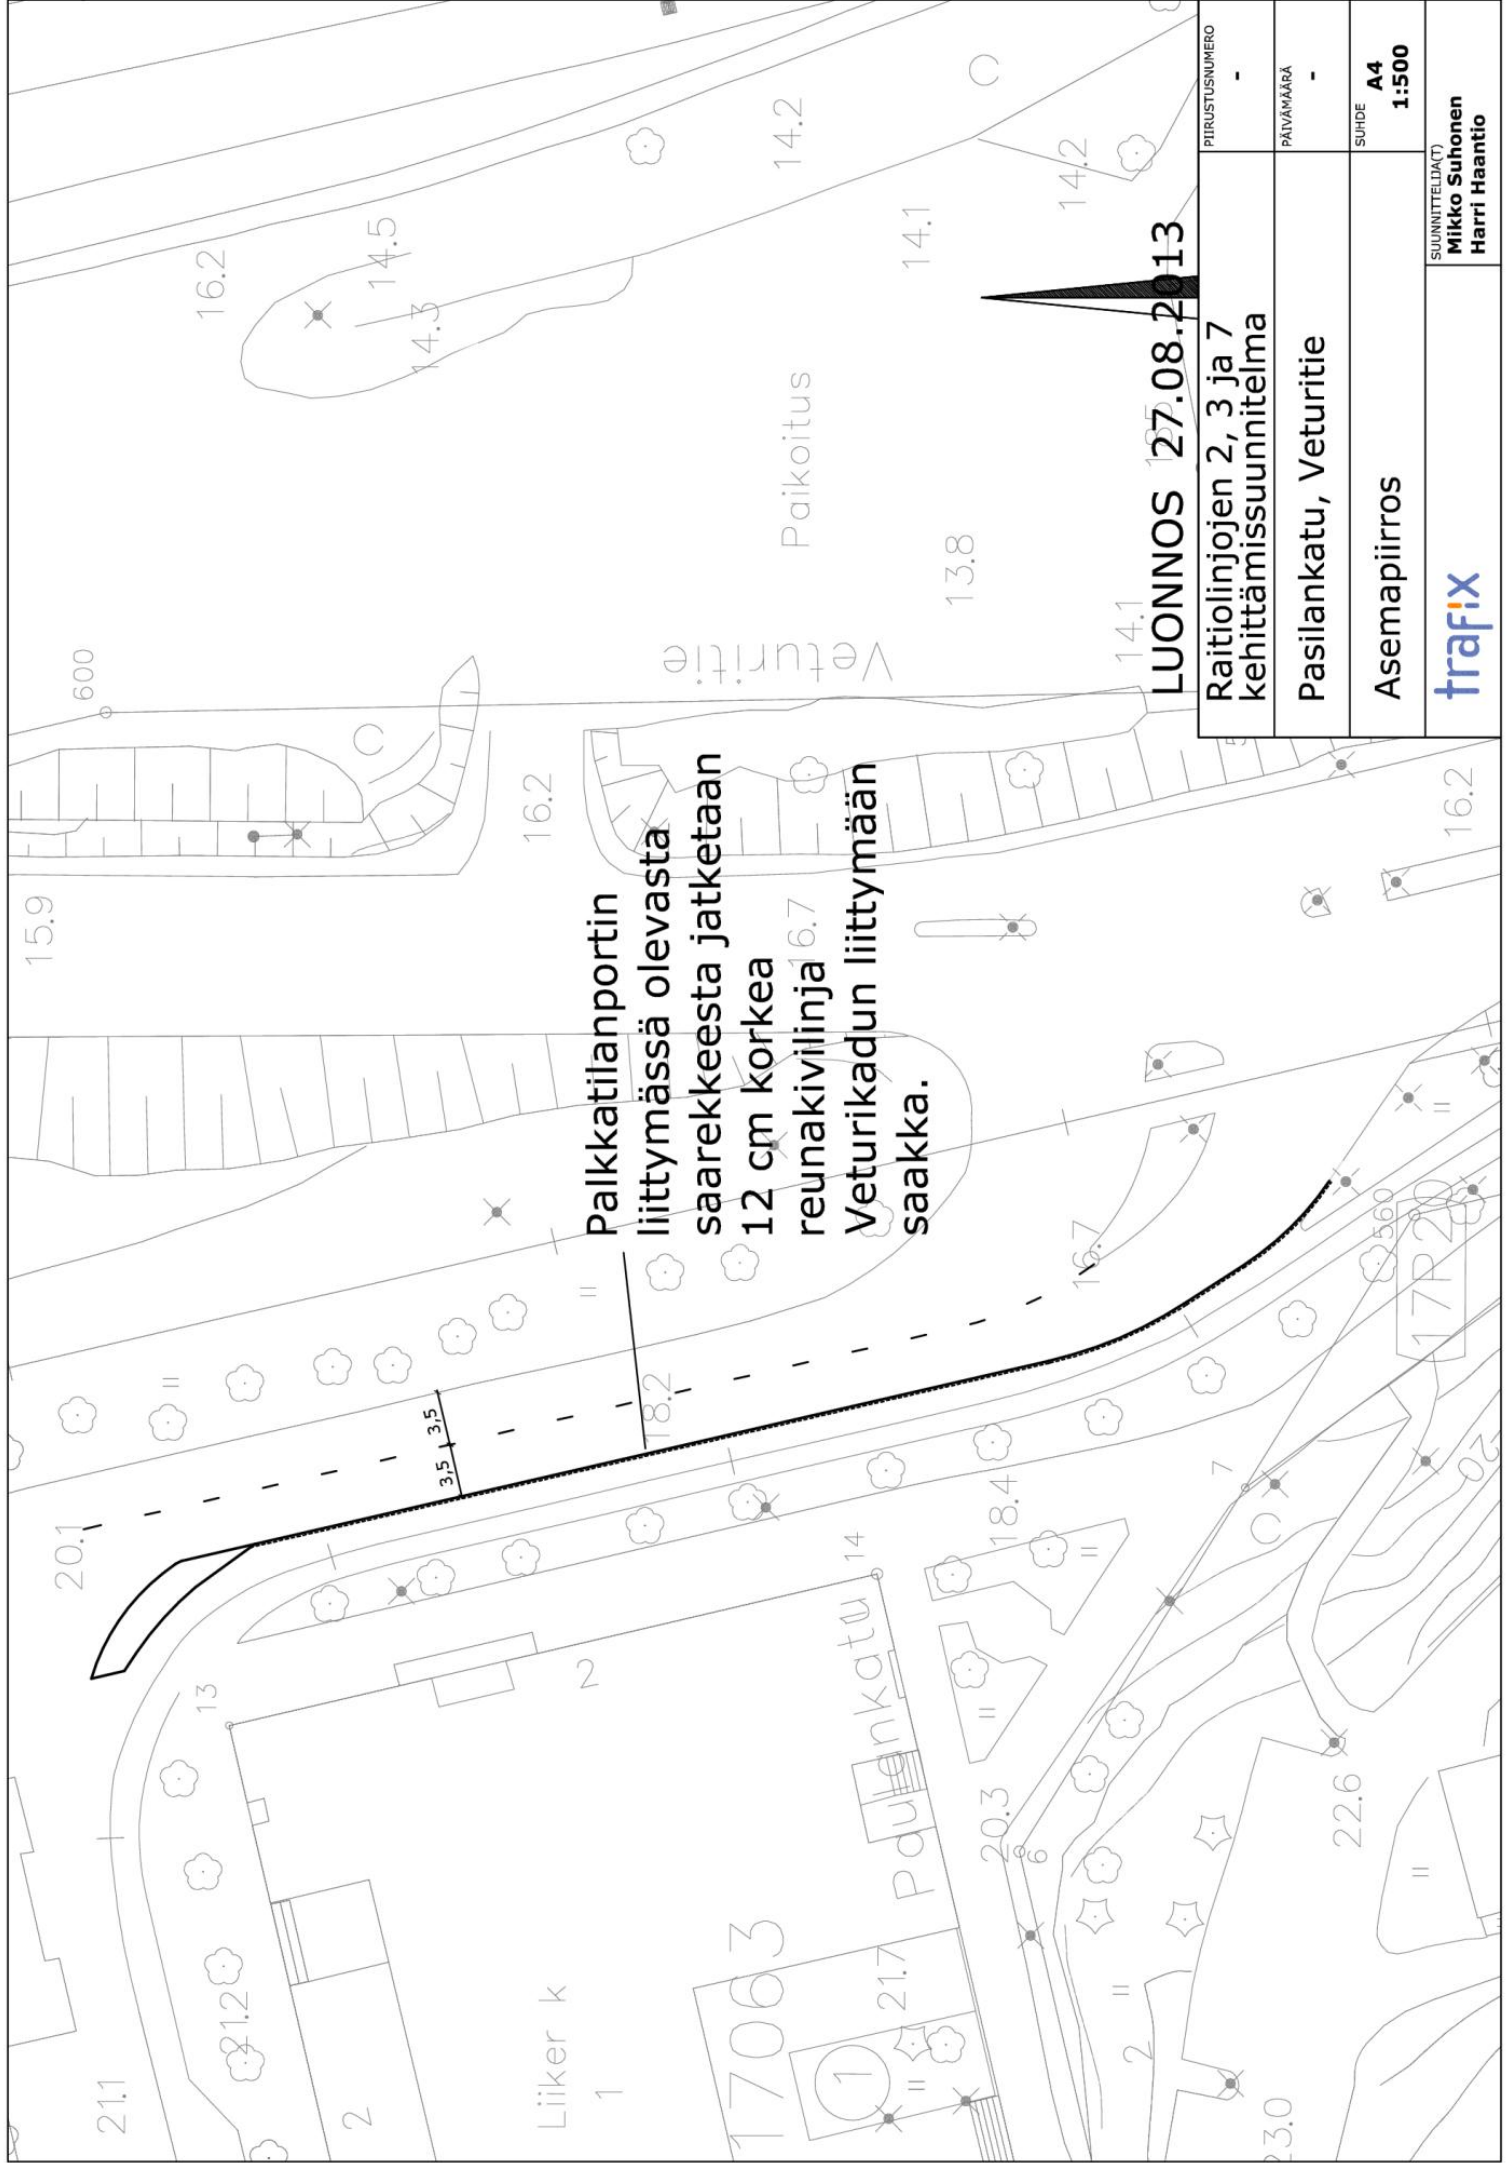 Palkkatilanportin
liittymässä olevasta
saarekkeesta jatketaan
12 cm korkea
reunakivilinja
Veturikadun liittymään
saakka.
LUONNOS 27.08.2013
Raitiolinjojen 2, 3 ja 7
kehittämissuunnitelma
Pasilankatu, Veturitie
Asemapiirros
trafix
PIIRUSTUSNUMERO
-
PÄIVÄMÄÄRÄ
-
SUHDE
A4
1:500
SUUNNITTELIJA(T)
Mikko Suhonen
Harri Haantio
Veturitie
Paikoitus
Liiker k
1
17063
1
2
2
2
3,5
3,5
20.1
18.2
16.7
16.7
15.9
16.2
16.2
16.2
14.5
14.3
14.2
14.2
14.1
14.1
13.8
600
560
17P20
13
14
18.4
7
20.3
6
21.7
21.2
21.1
22.6
23.0
20